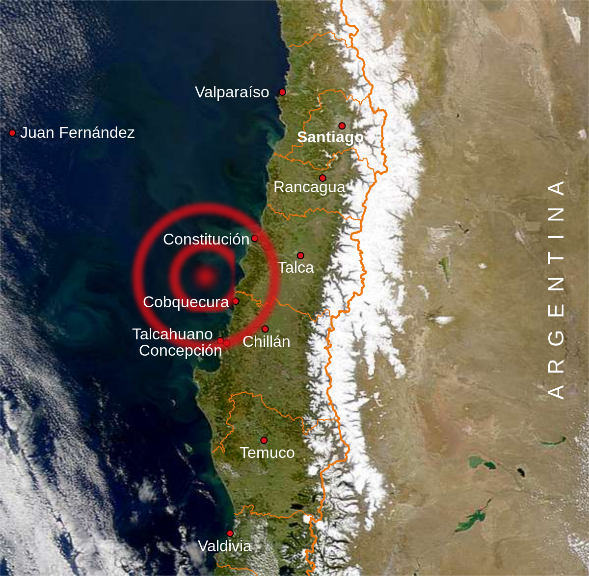 Valparaíso
Juan Fernández
Santiago
Rancagua
ARGENTINA
Constitución
Talca
Cobquecura
Talcahuano
Concepción
Chillán
Temuco
Valdivia